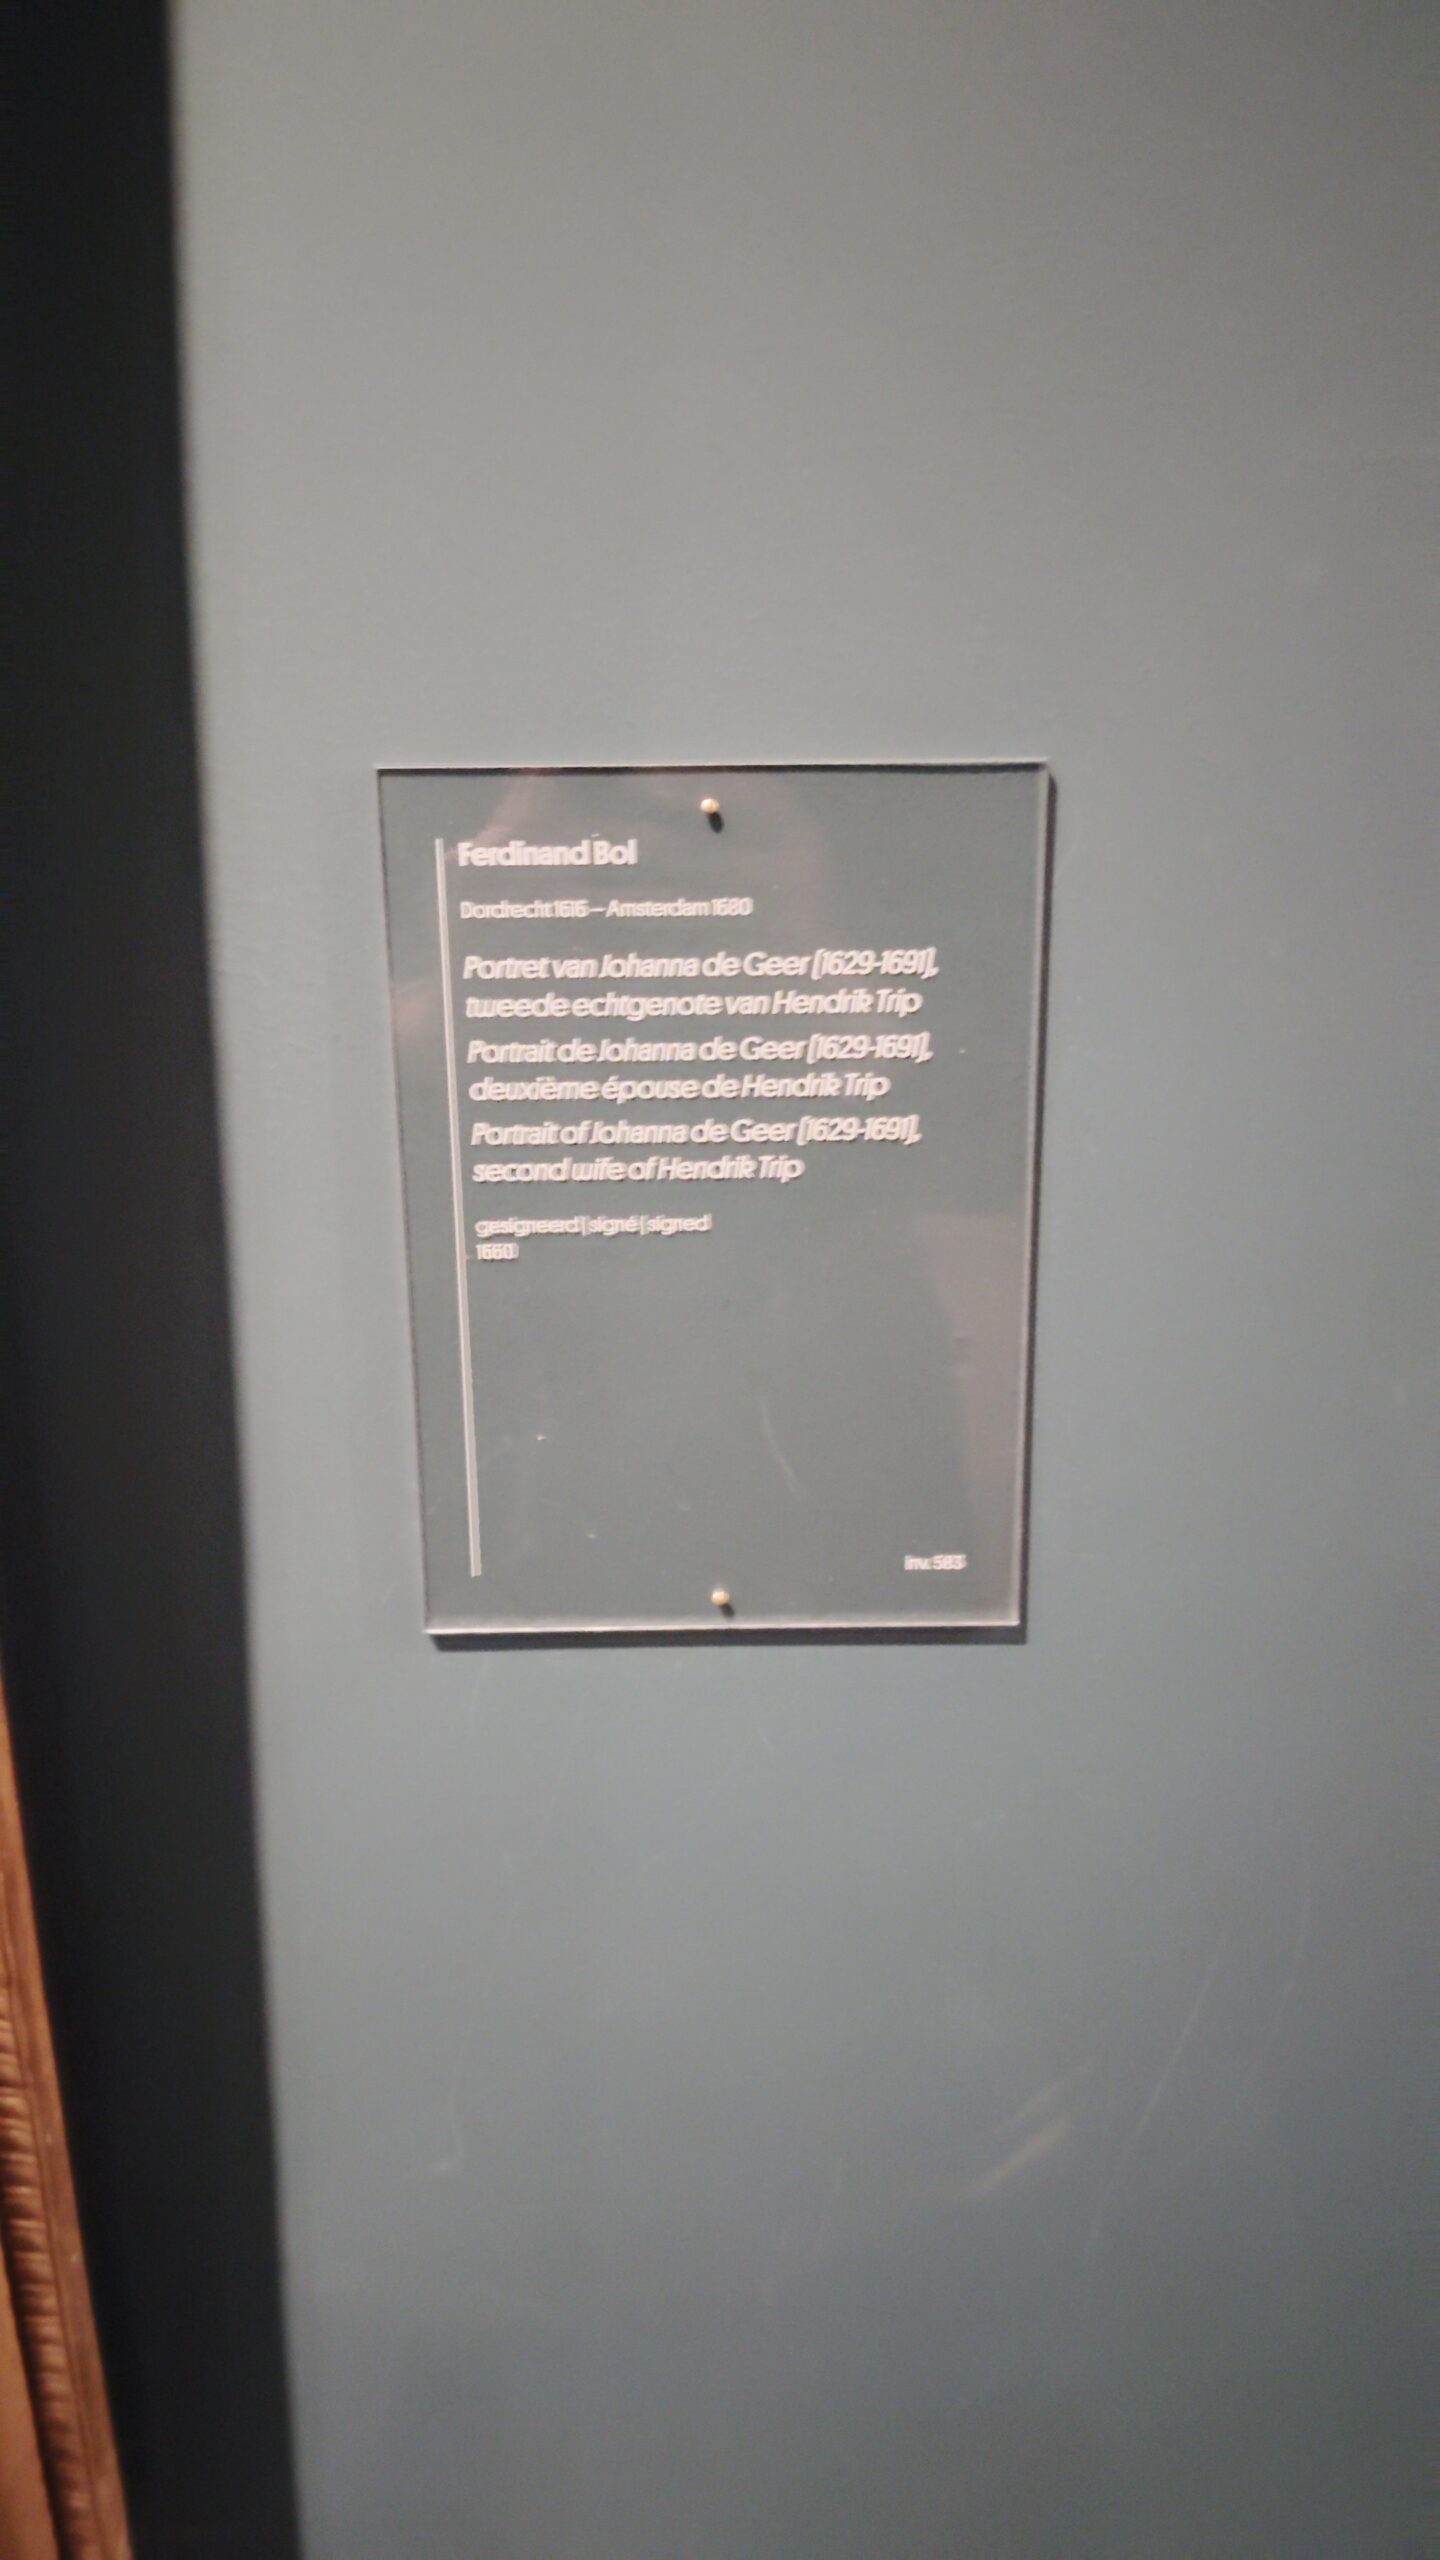 Ferdinand Bol
Dordrecht 1616 – Amsterdam 1680
Portret van Johanna de Geer (1629-1691),
tweede echtgenote van Hendrik Trip
Portrait de Johanna de Geer (1629-1691),
deuxième épouse de Hendrik Trip
Portrait of Johanna de Geer (1629-1691),
second wife of Hendrik Trip
gesigneerd | signé | signed
1660
inv. 583